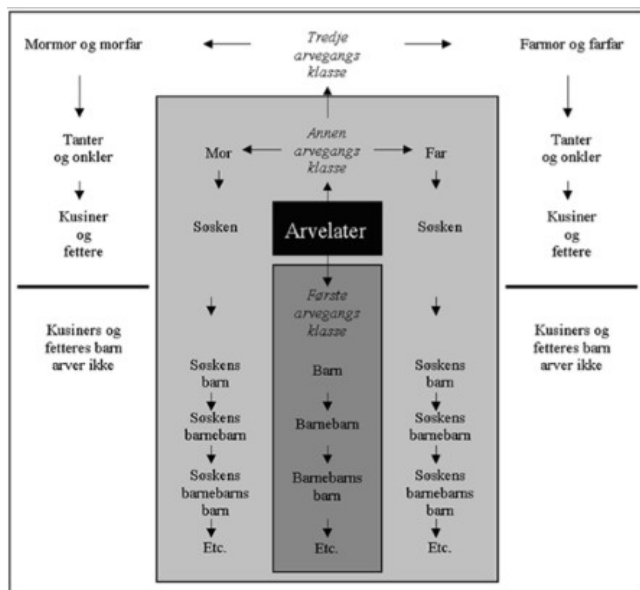 Mormor og morfar
Tredje
arvegangs
klasse
Farmor og farfar
Tanter
og onkler
Mor
Annen
arvegangs
klasse
Far
Tanter
og onkler
Kusiner
og
fettere
Søsken
Arvelater
Søsken
Kusiner
og
fettere
Første
arvegangs
klasse
Kusiners og
fetteres barn
arver ikke
Kusiners og
fetteres barn
arver ikke
Søskens
barn
Barn
Søskens
barn
Søskens
barnebarn
Barnebarn
Søskens
barnebarn
Søskens
barnebarns
barn
Barnebarns
barn
Søskens
barnebarns
barn
Etc.
Etc.
Etc.